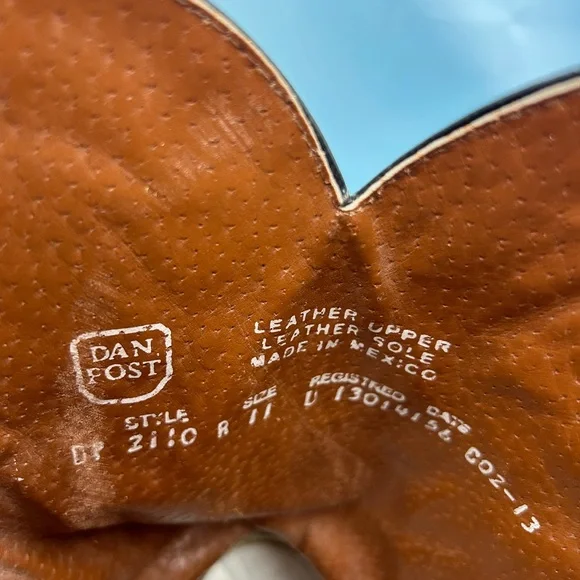 DAN
POST
LEATHER UPPER
LEATHER SOLE
MADE IN MEXICO
STYLE SIZE REGISTRED DATE
DP 2110 R 11 U 13014156 C02-13